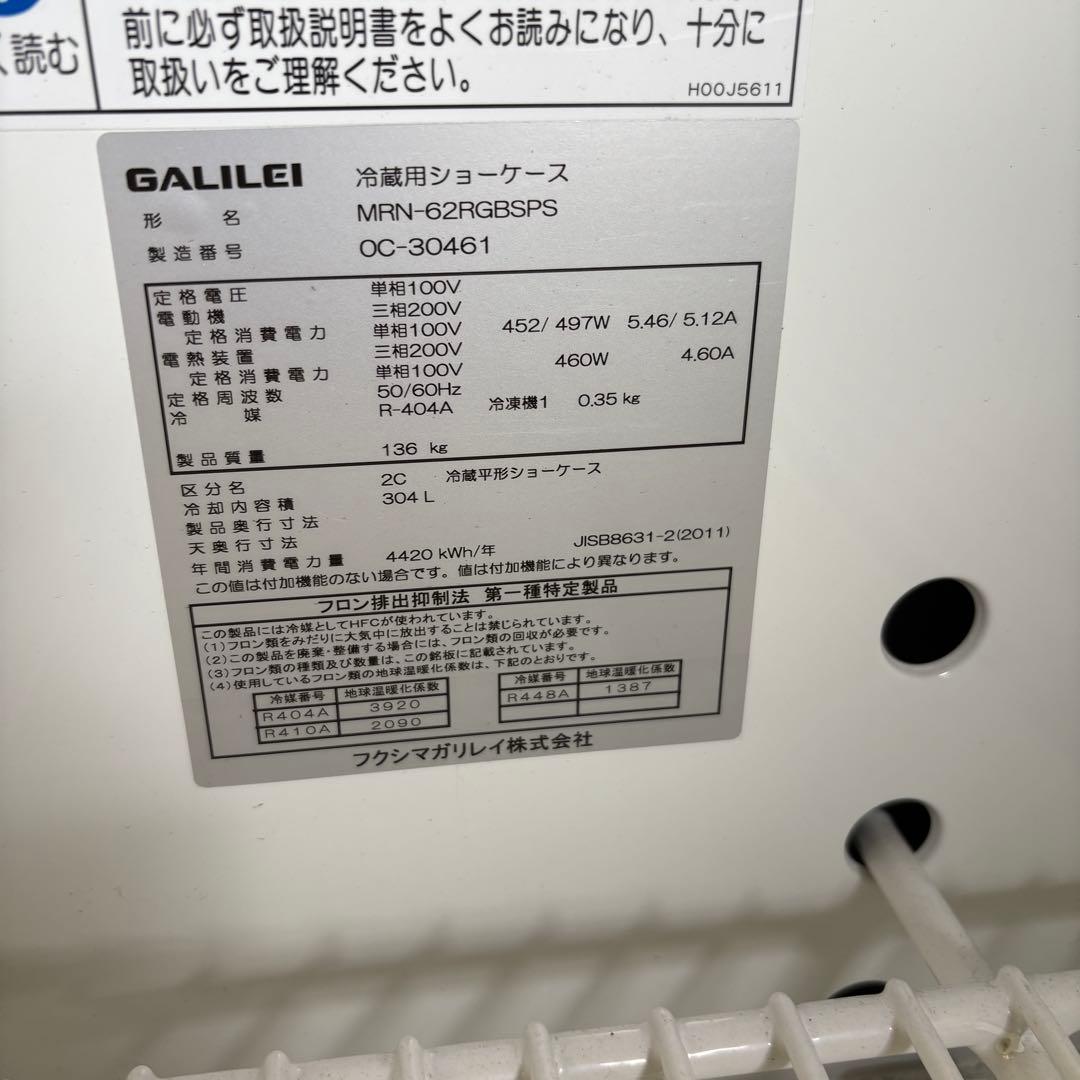 前に必ず取扱説明書をよくお読みになり、十分に
く読む
取扱いをご理解ください。
H00J5611
GALILEI 冷蔵用ショーケース
形名 MRN-62RGBSPS
製造番号 OC-30461
定格電圧 単相100V
電動機 三相200V
定格消費電力 単相100V 452/ 497W 5.46/ 5.12A
電熱装置 三相200V
定格消費電力 単相100V 460W 4.60A
定格周波数 50/60Hz
冷媒 R-404A 冷凍機1 0.35 kg
製品質量 136 kg
区分名 2C 冷蔵平形ショーケース
冷却内容積 304 L
製品奥行寸法
天奥行寸法
年間消費電力量 4420 kWh/年 JISB8631-2(2011)
この値は付加機能のない場合です。値は付加機能により異なります。
フロン排出抑制法 第一種特定製品
この製品には冷媒としてHFCが使われています。
(1)フロン類をみだりに大気中に放出することは禁じられています。
(2)この製品を廃棄・整備する場合には、フロン類の回収が必要です。
(3)フロン類の種類及び数量は、この銘板に記載されています。
(4)使用しているフロン類の地球温暖化係数は、下記のとおりです。
冷媒番号 地球温暖化係数 冷媒番号 地球温暖化係数
R404A 3920 R448A 1387
R410A 2090
フクシマガリレイ株式会社